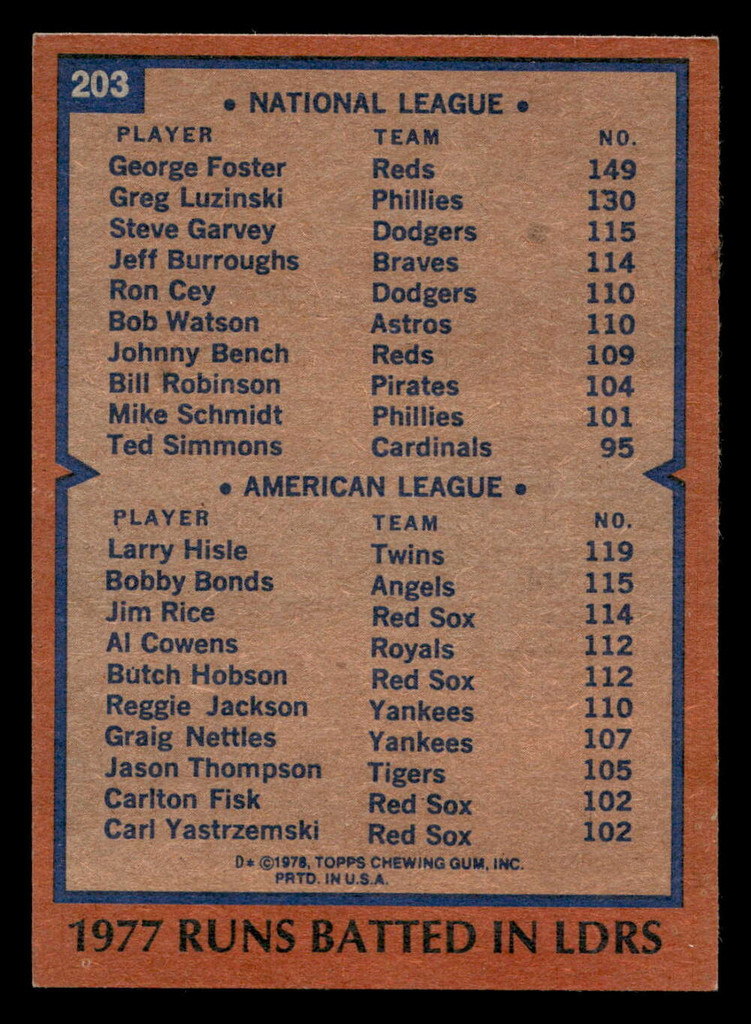 203
• NATIONAL LEAGUE •
PLAYER TEAM NO.
George Foster Reds 149
Greg Luzinski Phillies 130
Steve Garvey Dodgers 115
Jeff Burroughs Braves 114
Ron Cey Dodgers 110
Bob Watson Astros 110
Johnny Bench Reds 109
Bill Robinson Pirates 104
Mike Schmidt Phillies 101
Ted Simmons Cardinals 95
• AMERICAN LEAGUE •
PLAYER TEAM NO.
Larry Hisle Twins 119
Bobby Bonds Angels 115
Jim Rice Red Sox 114
Al Cowens Royals 112
Butch Hobson Red Sox 112
Reggie Jackson Yankees 110
Graig Nettles Yankees 107
Jason Thompson Tigers 105
Carlton Fisk Red Sox 102
Carl Yastrzemski Red Sox 102
D* ©1978, TOPPS CHEWING GUM, INC.
PRTD. IN U.S.A.
1977 RUNS BATTED IN LDRS